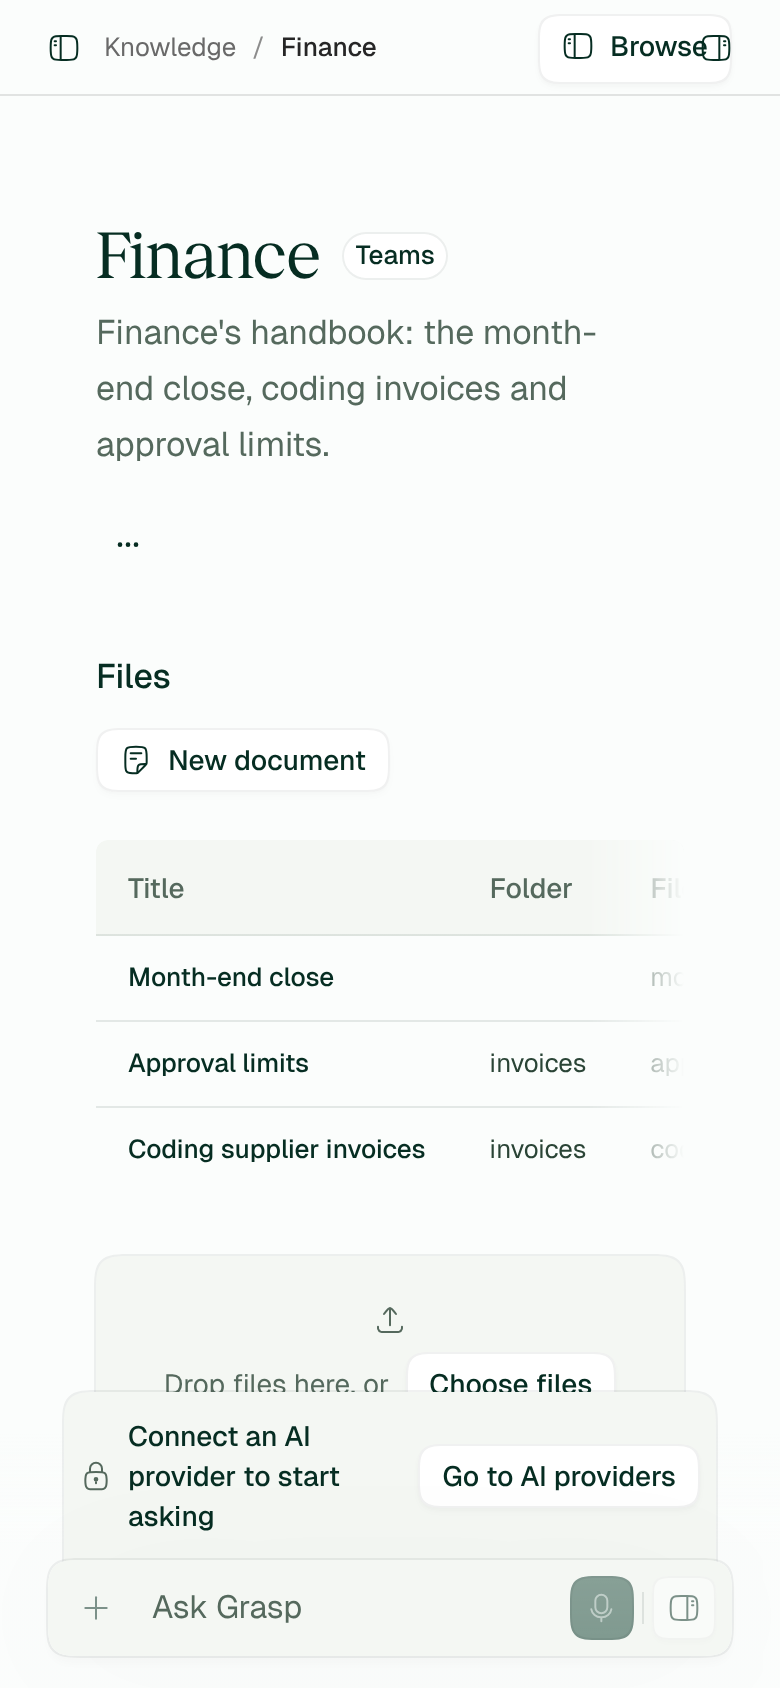 Knowledge / Finance
Browse
Finance
Teams
Finance's handbook: the month-
end close, coding invoices and
approval limits.
...
Files
New document
Title Folder
Month-end close
Approval limits invoices
Coding supplier invoices invoices
Drop files here, or Choose files
Connect an AI
provider to start
asking
Go to AI providers
Ask Grasp